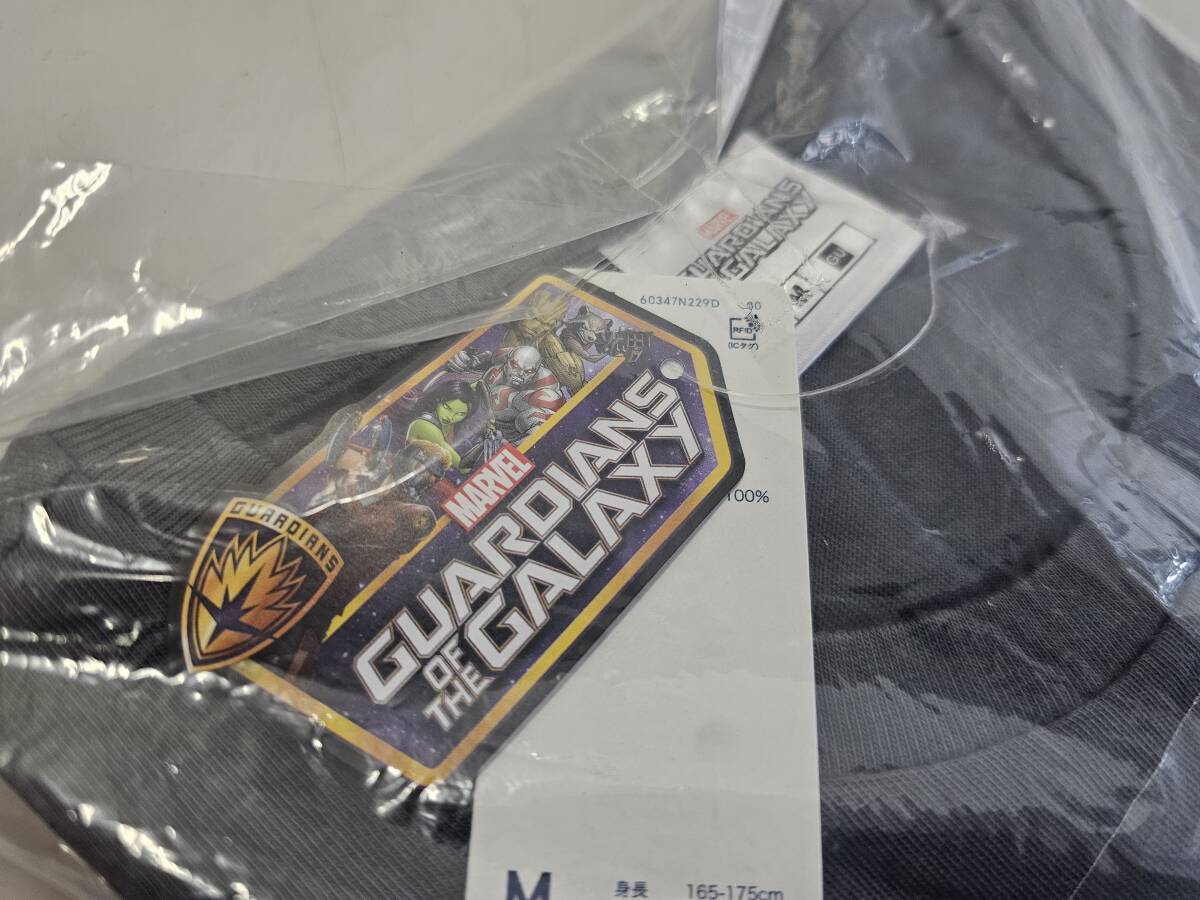 MARVEL
GUARDIANS
GALAXY
GU
60347N229D
RFID
(ICタグ)
GUARDIANS
MARVEL
GUARDIANS
OF THE
GALAXY
100%
M 身長 165-175cm